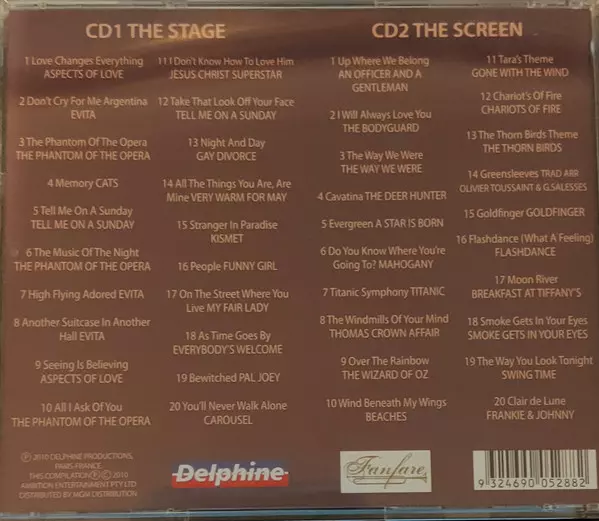 CD1 THE STAGE
1 Love Changes Everything
ASPECTS OF LOVE
2 Don't Cry For Me Argentina
EVITA
3 The Phantom Of The Opera
THE PHANTOM OF THE OPERA
4 Memory CATS
5 Tell Me On a Sunday
TELL ME ON A SUNDAY
6 The Music Of The Night
THE PHANTOM OF THE OPERA
7 High Flying Adored EVITA
8 Another Suitcase In Another
Hall EVITA
9 Seeing Is Believing
ASPECTS OF LOVE
10 All I Ask Of You
THE PHANTOM OF THE OPERA
11 I Don't Know How To Love Him
JESUS CHRIST SUPERSTAR
12 Take That Look Off Your Face
TELL ME ON A SUNDAY
13 Night And Day
GAY DIVORCE
14 All The Things You Are, Are
Mine VERY WARM FOR MAY
15 Stranger In Paradise
KISMET
16 People FUNNY GIRL
17 On The Street Where You
Live MY FAIR LADY
18 As Time Goes By
EVERYBODY'S WELCOME
19 Bewitched PAL JOEY
20 You'll Never Walk Alone
CAROUSEL
CD2 THE SCREEN
1 Up Where We Belong
AN OFFICER AND A
GENTLEMAN
2 I Will Always Love You
THE BODYGUARD
3 The Way We Were
THE WAY WE WERE
4 Cavatina THE DEER HUNTER
5 Evergreen A STAR IS BORN
6 Do You Know Where You're
Going To? MAHOGANY
7 Titanic Symphony TITANIC
8 The Windmills Of Your Mind
THOMAS CROWN AFFAIR
9 Over The Rainbow
THE WIZARD OF OZ
10 Wind Beneath My Wings
BEACHES
11 Tara's Theme
GONE WITH THE WIND
12 Chariot's Of Fire
CHARIOTS OF FIRE
13 The Thorn Birds Theme
THE THORN BIRDS
14 Greensleeves TRAD ARR
OLIVIER TOUSSAINT & G.SALESSES
15 Goldfinger GOLDFINGER
16 Flashdance (What A Feeling)
FLASHDANCE
17 Moon River
BREAKFAST AT TIFFANY'S
18 Smoke Gets In Your Eyes
SMOKE GETS IN YOUR EYES
19 The Way You Look Tonight
SWING TIME
20 Clair de Lune
FRANKIE & JOHNNY
℗ 2010 DELPHINE PRODUCTIONS,
PARIS-FRANCE.
THIS COMPILATION ℗ © 2010
AMBITION ENTERTAINMENT PTY LTD
DISTRIBUTED BY MGM DISTRIBUTION
Delphine
Fanfare
9 324690 052882